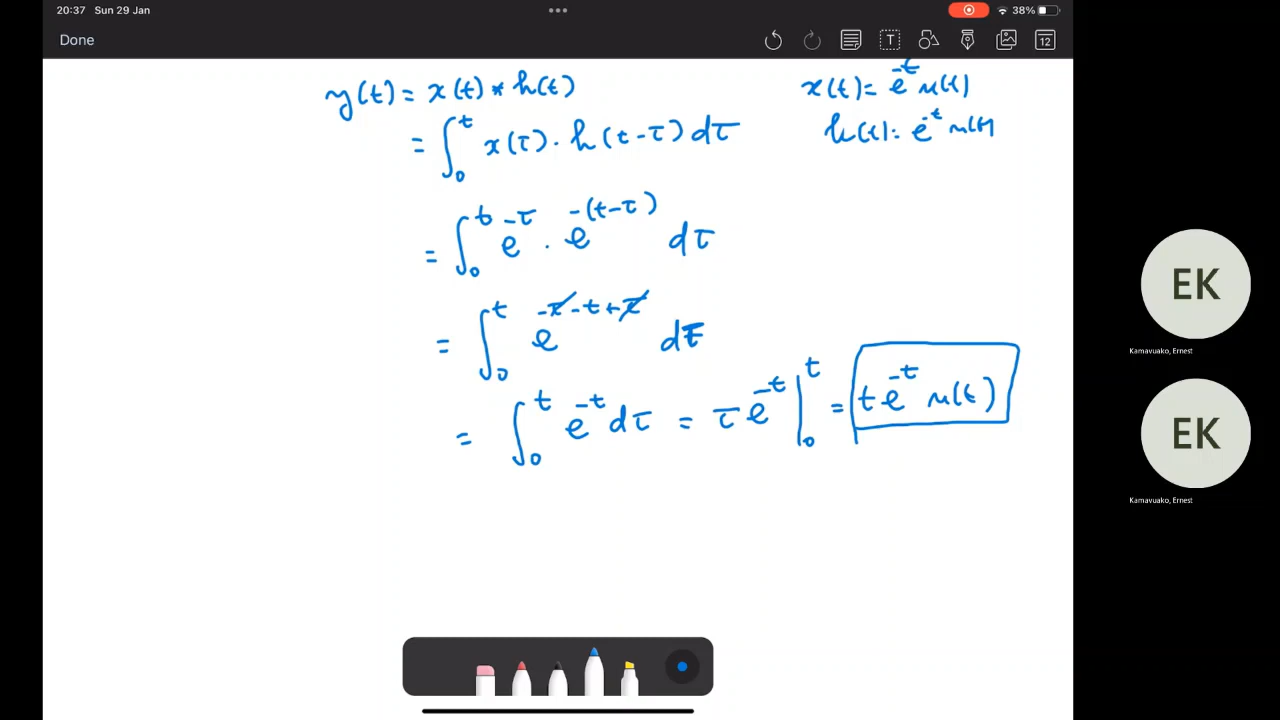 20:37 Sun 29 Jan
38%
Done
12
y(t) = x(t) * h(t)
x(t) = e^{-t} u(t)
= ∫_0^t x(τ) · h(t-τ) dτ
h(t) = e^{-t} u(t)
= ∫_0^t e^{-τ} · e^{-(t-τ)} dτ
= ∫_0^t e^{-τ-t+τ} dτ
= ∫_0^t e^{-t} dτ = τ e^{-t} |_0^t = t e^{-t} u(t)
EK
Kamavuako, Ernest
EK
Kamavuako, Ernest